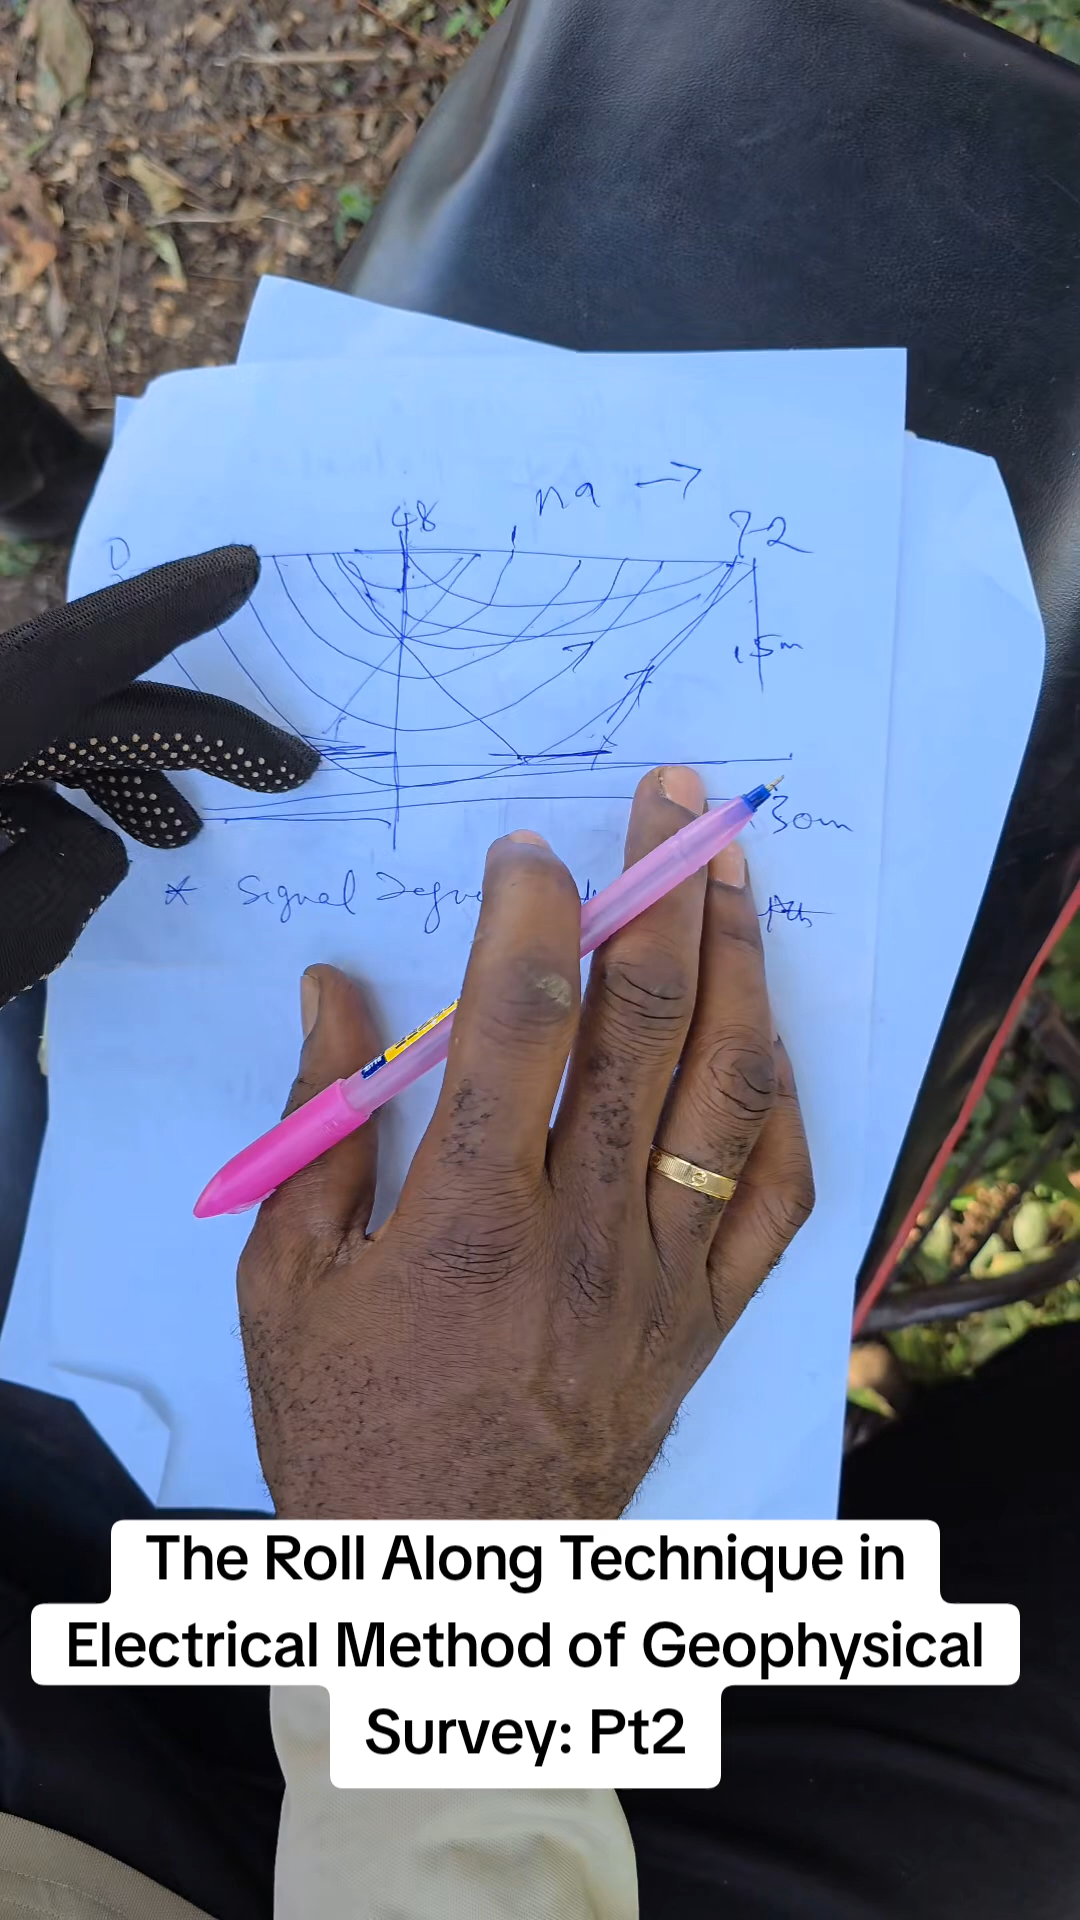 na →
48
72
0
15m
30m
* Signal
The Roll Along Technique in
Electrical Method of Geophysical
Survey: Pt2